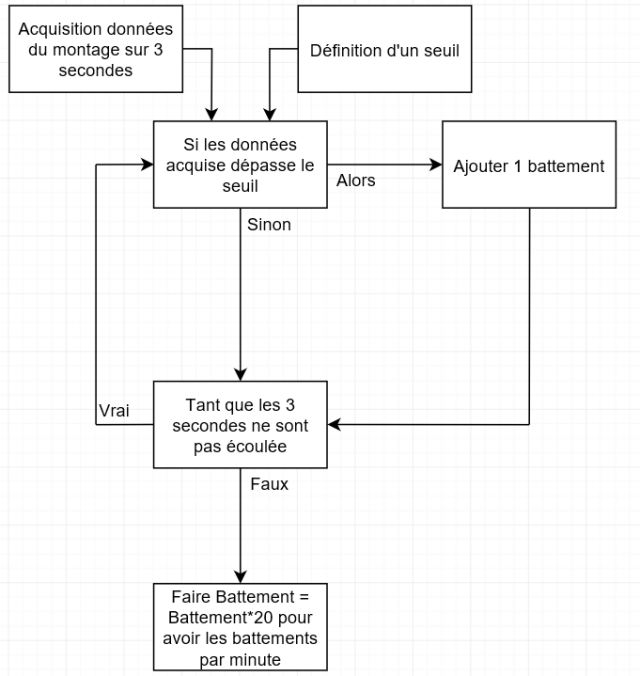 Acquisition données
du montage sur 3
secondes
Définition d'un seuil
Si les données
acquise dépasse le
seuil
Alors
Ajouter 1 battement
Sinon
Vrai
Tant que les 3
secondes ne sont
pas écoulée
Faux
Faire Battement =
Battement*20 pour
avoir les battements
par minute